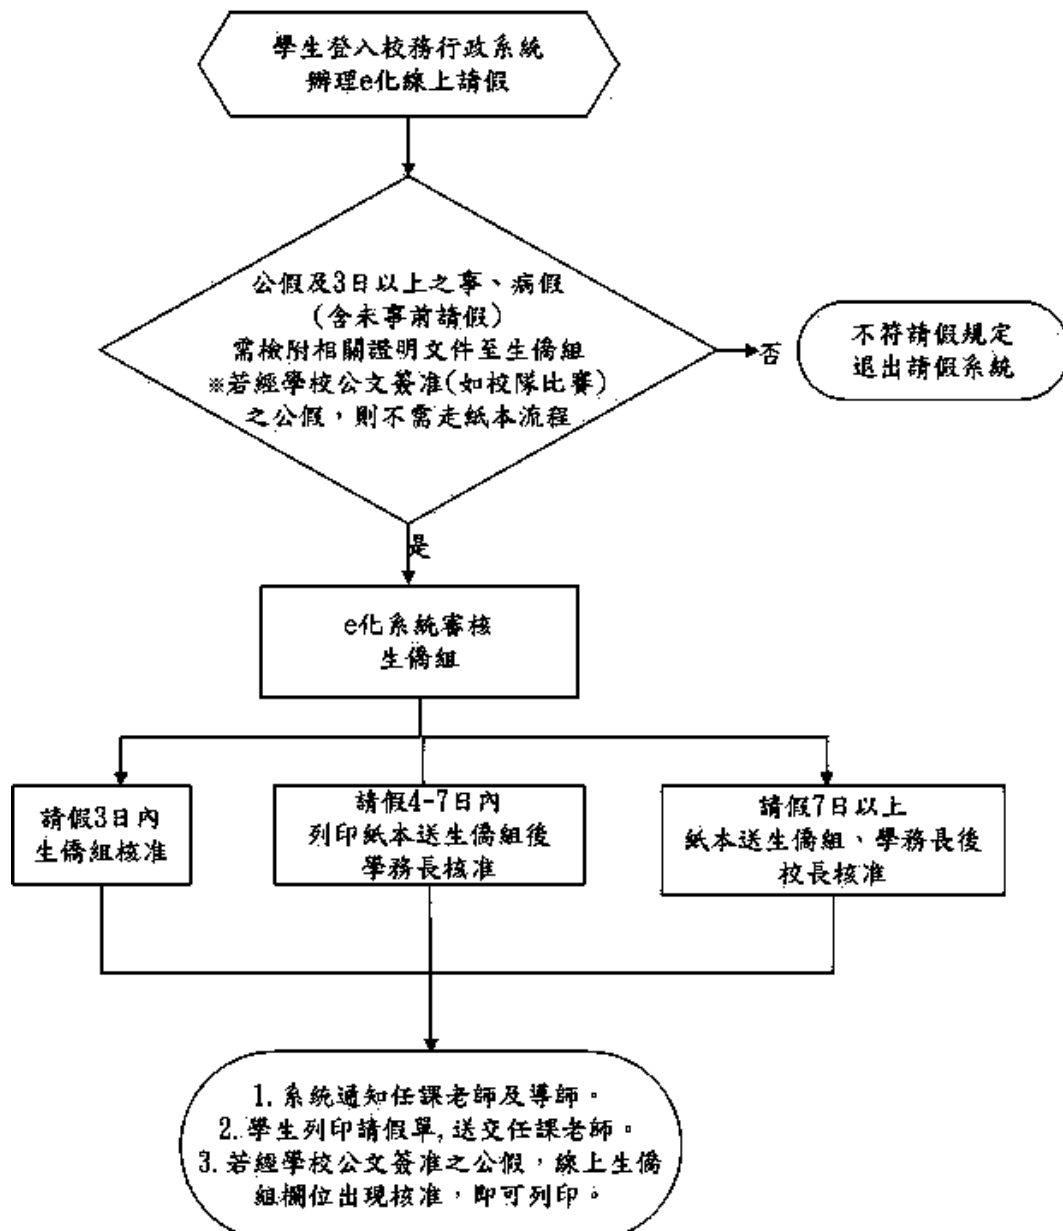 學生登入校務行政系統
辦理e化線上請假
公假及3日以上之事、病假
(含未事前請假)
需檢附相關證明文件至生僑組
※若經學校公文簽准(如校隊比賽)
之公假，則不需走紙本流程
否
不符請假規定
退出請假系統
是
e化系統審核
生僑組
請假3日內
生僑組核准
請假4-7日內
列印紙本送生僑組後
學務長核准
請假7日以上
紙本送生僑組、學務長後
校長核准
1. 系統通知任課老師及導師。
2. 學生列印請假單, 送交任課老師。
3. 若經學校公文簽准之公假，線上生僑
組欄位出現核准，即可列印。